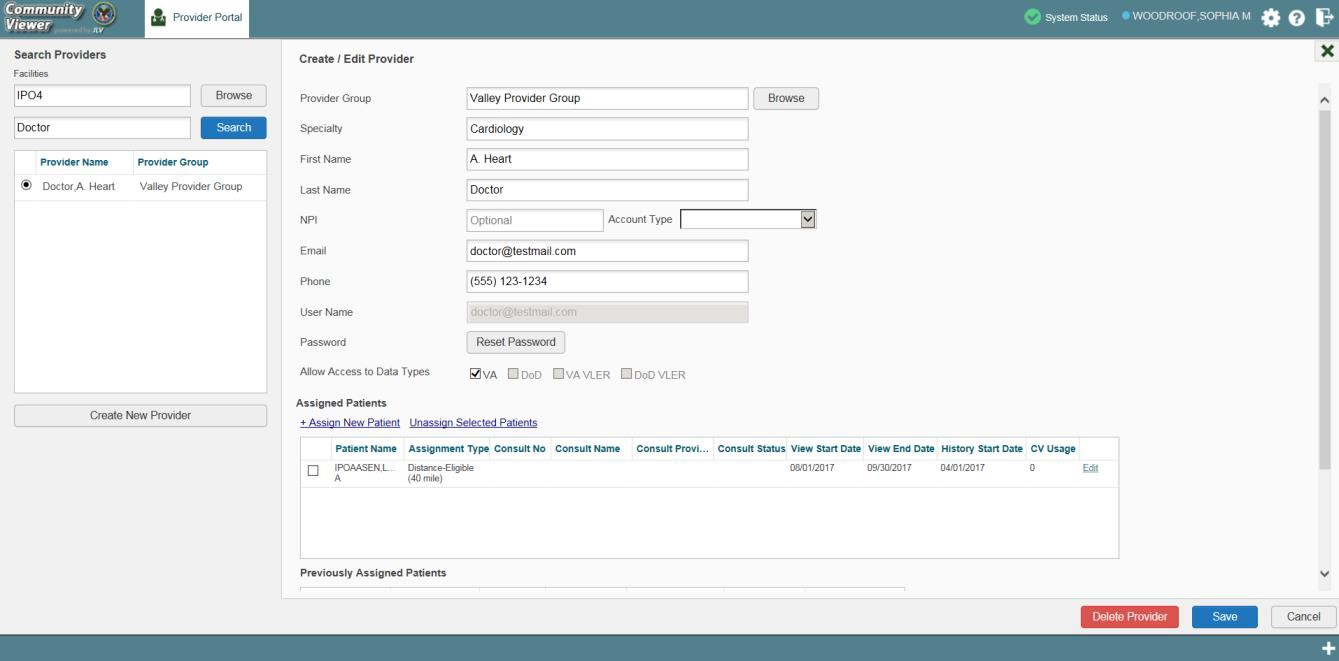 Community
Viewer powered by JLV
Provider Portal
System Status
WOODROOF,SOPHIA M
Search Providers
Facilities
IPO4
Browse
Doctor
Search
Provider Name Provider Group
Doctor,A. Heart Valley Provider Group
Create New Provider
Create / Edit Provider
Provider Group Valley Provider Group Browse
Specialty Cardiology
First Name A. Heart
Last Name Doctor
NPI Optional Account Type
Email doctor@testmail.com
Phone (555) 123-1234
User Name doctor@testmail.com
Password Reset Password
Allow Access to Data Types VA DoD VA VLER DoD VLER
Assigned Patients
+ Assign New Patient Unassign Selected Patients
Patient Name Assignment Type Consult No Consult Name Consult Provi... Consult Status View Start Date View End Date History Start Date CV Usage
IPOAASEN,L... Distance-Eligible 08/01/2017 09/30/2017 04/01/2017 0 Edit
A (40 mile)
Previously Assigned Patients
Delete Provider Save Cancel